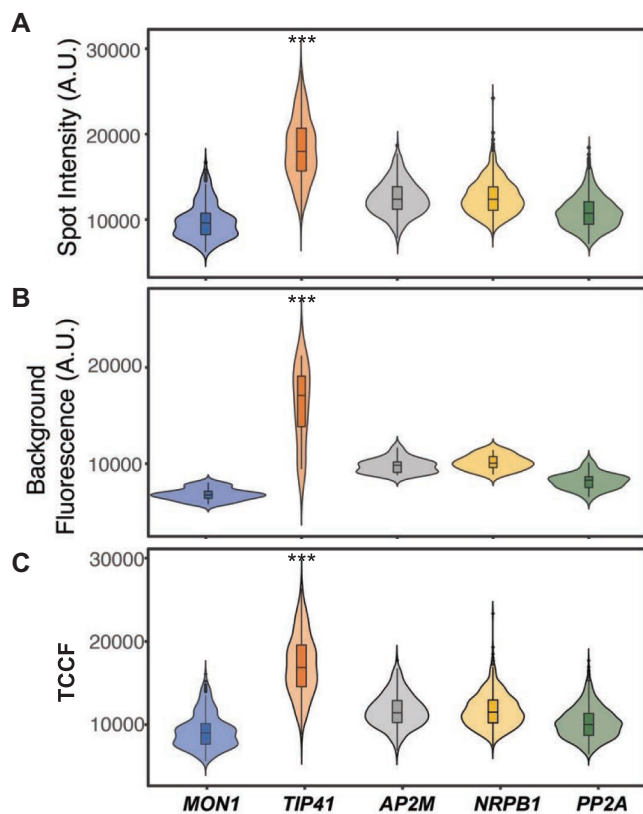 A
Spot Intensity (A.U.)
30000
20000
10000
***
B
Background
Fluorescence (A.U.)
20000
10000
***
C
TCCF
30000
20000
10000
***
MON1 TIP41 AP2M NRPB1 PP2A